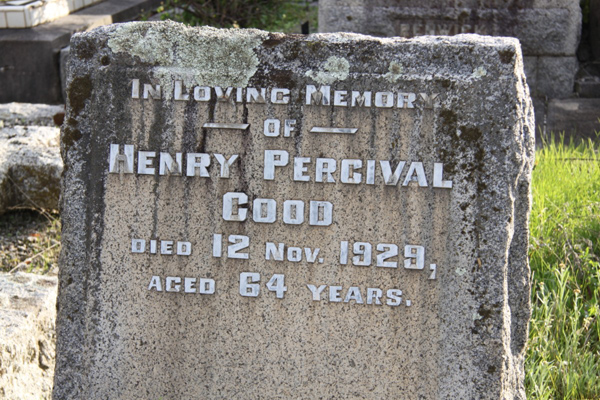 In Loving Memory
— OF —
Henry Percival
Good
Died 12 Nov. 1929,
Aged 64 Years.